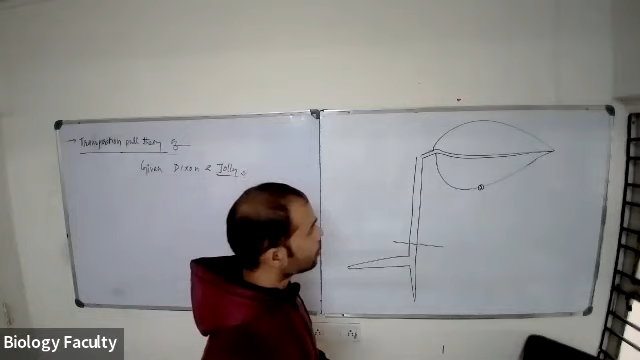 → Transpiration pull theory :-
Given Dixon & Jolly.
Biology Faculty